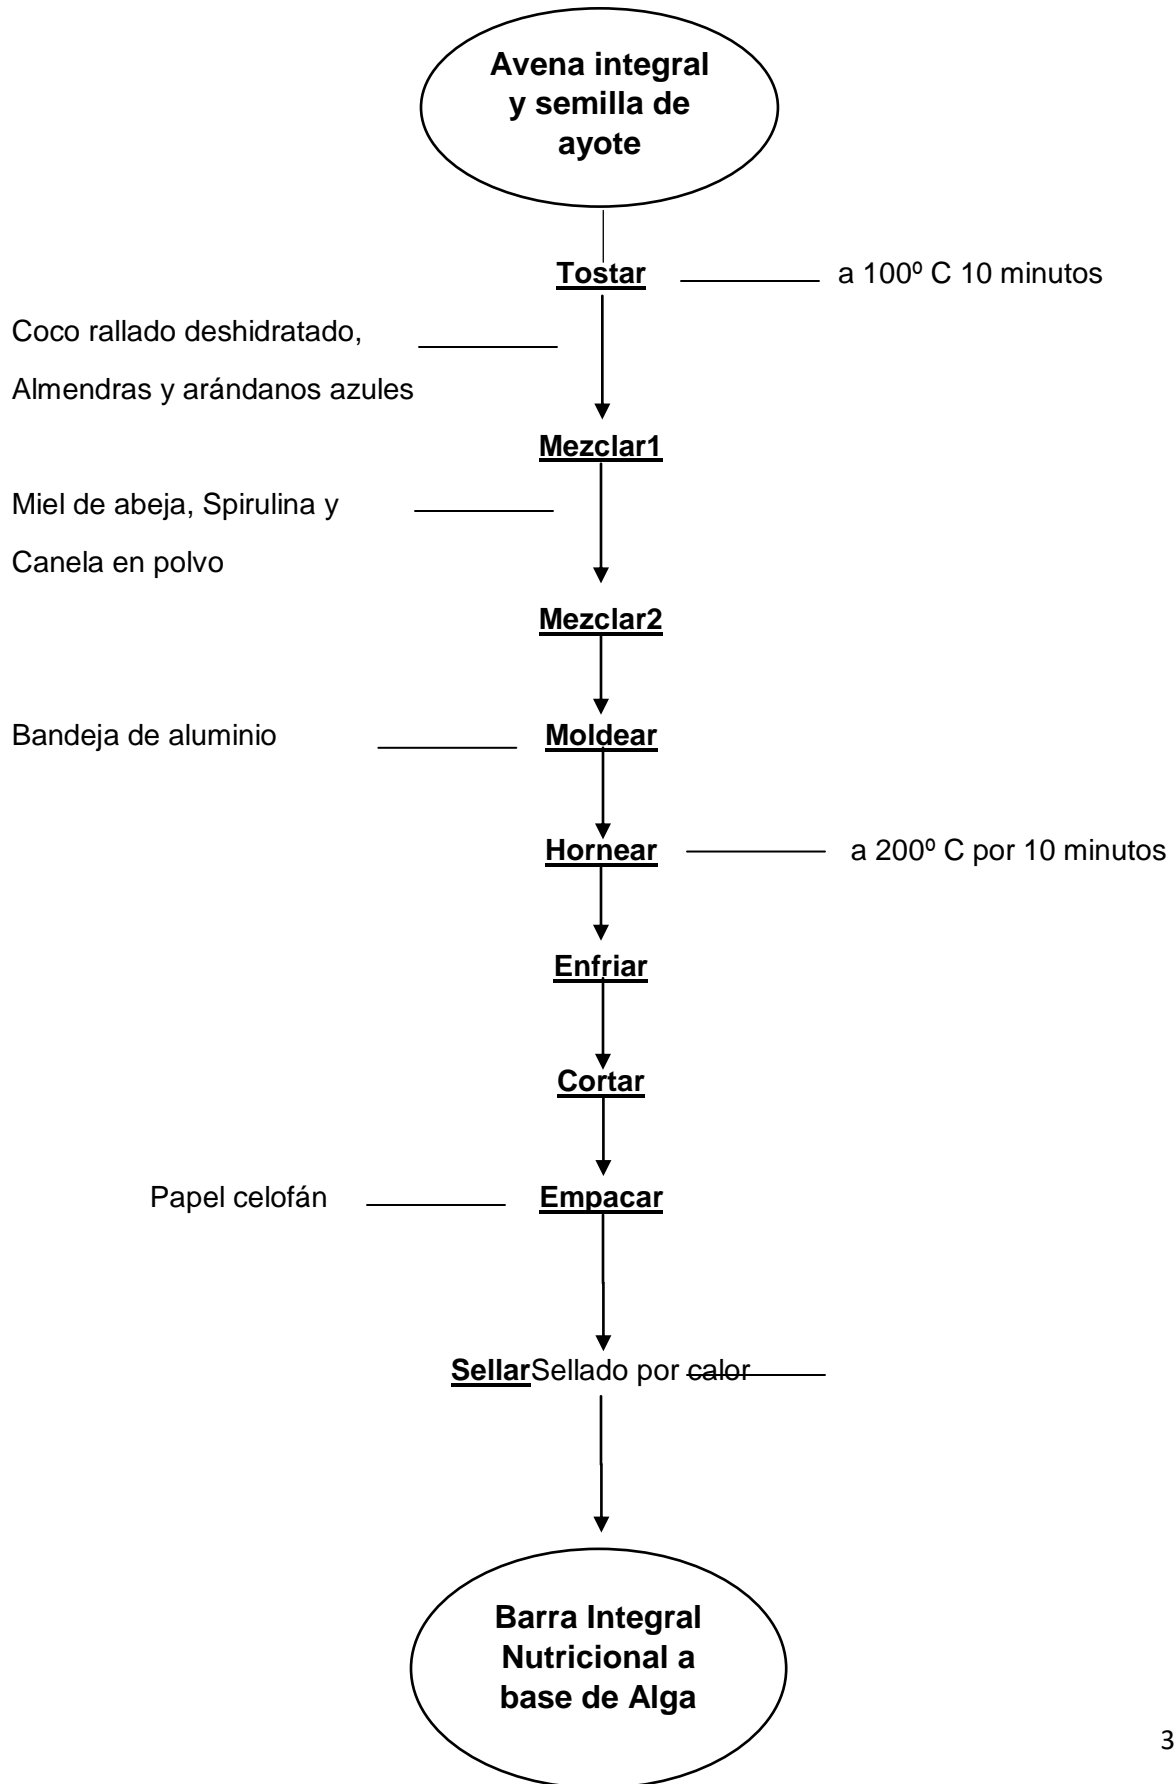 Avena integral
y semilla de
ayote
Tostar a 100º C 10 minutos
Coco rallado deshidratado,
Almendras y arándanos azules
Mezclar1
Miel de abeja, Spirulina y
Canela en polvo
Mezclar2
Bandeja de aluminio Moldear
Hornear a 200º C por 10 minutos
Enfriar
Cortar
Papel celofán Empacar
SellarSellado por calor
Barra Integral
Nutricional a
base de Alga
3